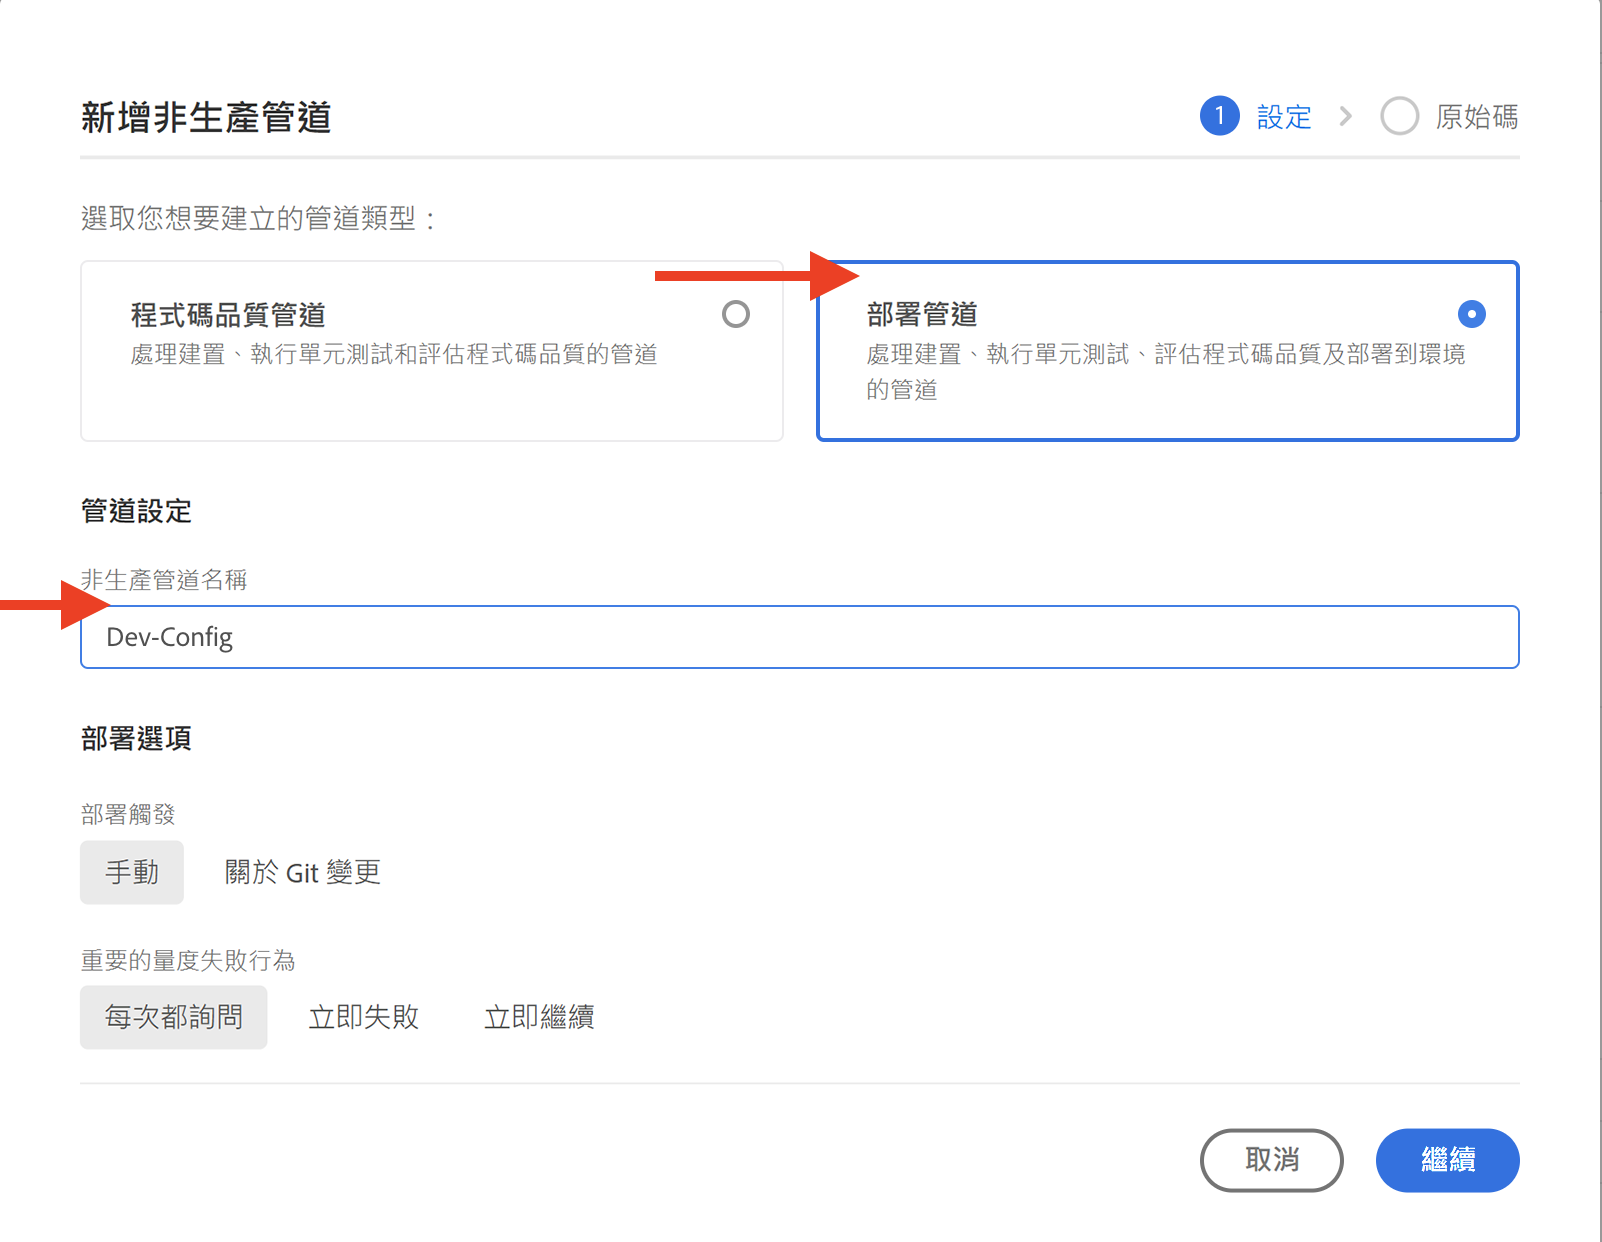 新增非生產管道
1 設定 原始碼
選取您想要建立的管道類型：
程式碼品質管道
處理建置、執行單元測試和評估程式碼品質的管道
部署管道
處理建置、執行單元測試、評估程式碼品質及部署到環境
的管道
管道設定
非生產管道名稱
Dev-Config
部署選項
部署觸發
手動 關於 Git 變更
重要的量度失敗行為
每次都詢問 立即失敗 立即繼續
取消 繼續